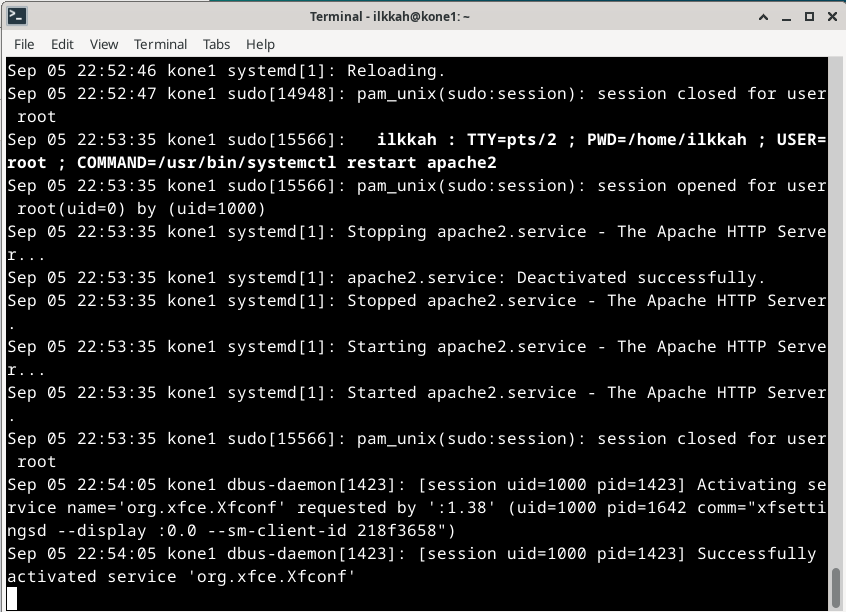 Terminal - ilkkah@kone1: ~
File Edit View Terminal Tabs Help
Sep 05 22:52:46 kone1 systemd[1]: Reloading.
Sep 05 22:52:47 kone1 sudo[14948]: pam_unix(sudo:session): session closed for user
 root
Sep 05 22:53:35 kone1 sudo[15566]:   ilkkah : TTY=pts/2 ; PWD=/home/ilkkah ; USER=
root ; COMMAND=/usr/bin/systemctl restart apache2
Sep 05 22:53:35 kone1 sudo[15566]: pam_unix(sudo:session): session opened for user
 root(uid=0) by (uid=1000)
Sep 05 22:53:35 kone1 systemd[1]: Stopping apache2.service - The Apache HTTP Serve
r...
Sep 05 22:53:35 kone1 systemd[1]: apache2.service: Deactivated successfully.
Sep 05 22:53:35 kone1 systemd[1]: Stopped apache2.service - The Apache HTTP Server
.
Sep 05 22:53:35 kone1 systemd[1]: Starting apache2.service - The Apache HTTP Serve
r...
Sep 05 22:53:35 kone1 systemd[1]: Started apache2.service - The Apache HTTP Server
.
Sep 05 22:53:35 kone1 sudo[15566]: pam_unix(sudo:session): session closed for user
 root
Sep 05 22:54:05 kone1 dbus-daemon[1423]: [session uid=1000 pid=1423] Activating se
rvice name='org.xfce.Xfconf' requested by ':1.38' (uid=1000 pid=1642 comm="xfsetti
ngsd --display :0.0 --sm-client-id 218f3658")
Sep 05 22:54:05 kone1 dbus-daemon[1423]: [session uid=1000 pid=1423] Successfully
activated service 'org.xfce.Xfconf'